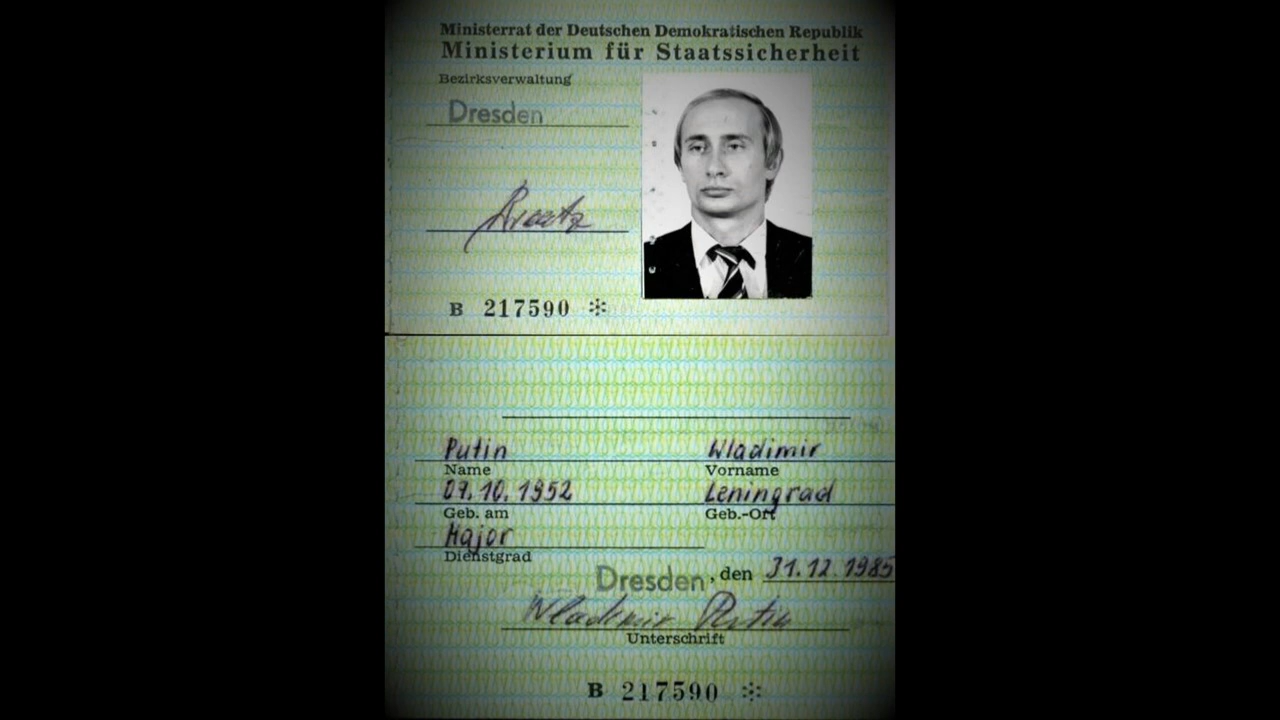 Ministerrat der Deutschen Demokratischen Republik
Ministerium für Staatssicherheit
Bezirksverwaltung
Dresden
B 217590 ✻
Putin Wladimir
Name Vorname
07.10.1952 Leningrad
Geb. am Geb.-Ort
Major
Dienstgrad
Dresden, den 31.12.1985
Wladimir Putin
Unterschrift
B 217590 ✻